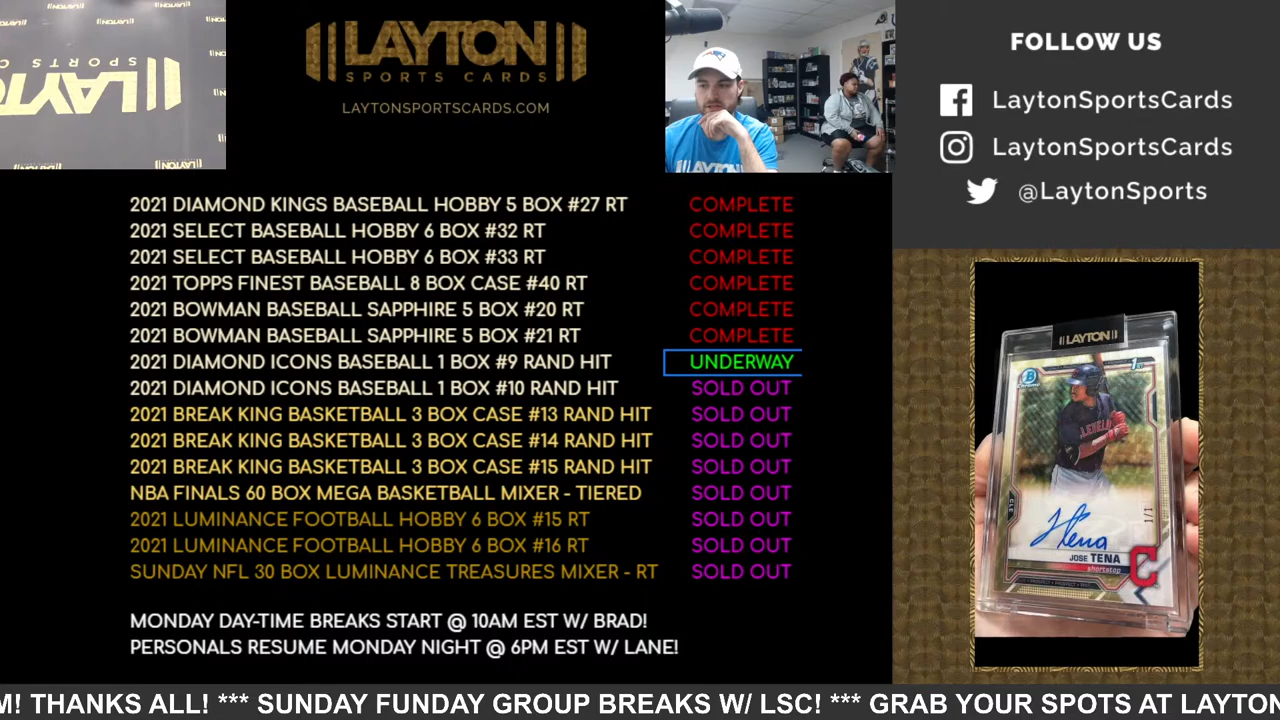 LAYTON
SPORTS CARDS
LAYTONSPORTSCARDS.COM
LAYTON
FOLLOW US
LaytonSportsCards
LaytonSportsCards
@LaytonSports
2021 DIAMOND KINGS BASEBALL HOBBY 5 BOX #27 RT COMPLETE
2021 SELECT BASEBALL HOBBY 6 BOX #32 RT COMPLETE
2021 SELECT BASEBALL HOBBY 6 BOX #33 RT COMPLETE
2021 TOPPS FINEST BASEBALL 8 BOX CASE #40 RT COMPLETE
2021 BOWMAN BASEBALL SAPPHIRE 5 BOX #20 RT COMPLETE
2021 BOWMAN BASEBALL SAPPHIRE 5 BOX #21 RT COMPLETE
2021 DIAMOND ICONS BASEBALL 1 BOX #9 RAND HIT UNDERWAY
2021 DIAMOND ICONS BASEBALL 1 BOX #10 RAND HIT SOLD OUT
2021 BREAK KING BASKETBALL 3 BOX CASE #13 RAND HIT SOLD OUT
2021 BREAK KING BASKETBALL 3 BOX CASE #14 RAND HIT SOLD OUT
2021 BREAK KING BASKETBALL 3 BOX CASE #15 RAND HIT SOLD OUT
NBA FINALS 60 BOX MEGA BASKETBALL MIXER - TIERED SOLD OUT
2021 LUMINANCE FOOTBALL HOBBY 6 BOX #15 RT SOLD OUT
2021 LUMINANCE FOOTBALL HOBBY 6 BOX #16 RT SOLD OUT
SUNDAY NFL 30 BOX LUMINANCE TREASURES MIXER - RT SOLD OUT
MONDAY DAY-TIME BREAKS START @ 10AM EST W/ BRAD!
PERSONALS RESUME MONDAY NIGHT @ 6PM EST W/ LANE!
LAYTON
1st
CLE
1/1
JOSE TENA
shortstop
M! THANKS ALL! *** SUNDAY FUNDAY GROUP BREAKS W/ LSC! *** GRAB YOUR SPOTS AT LAYTON